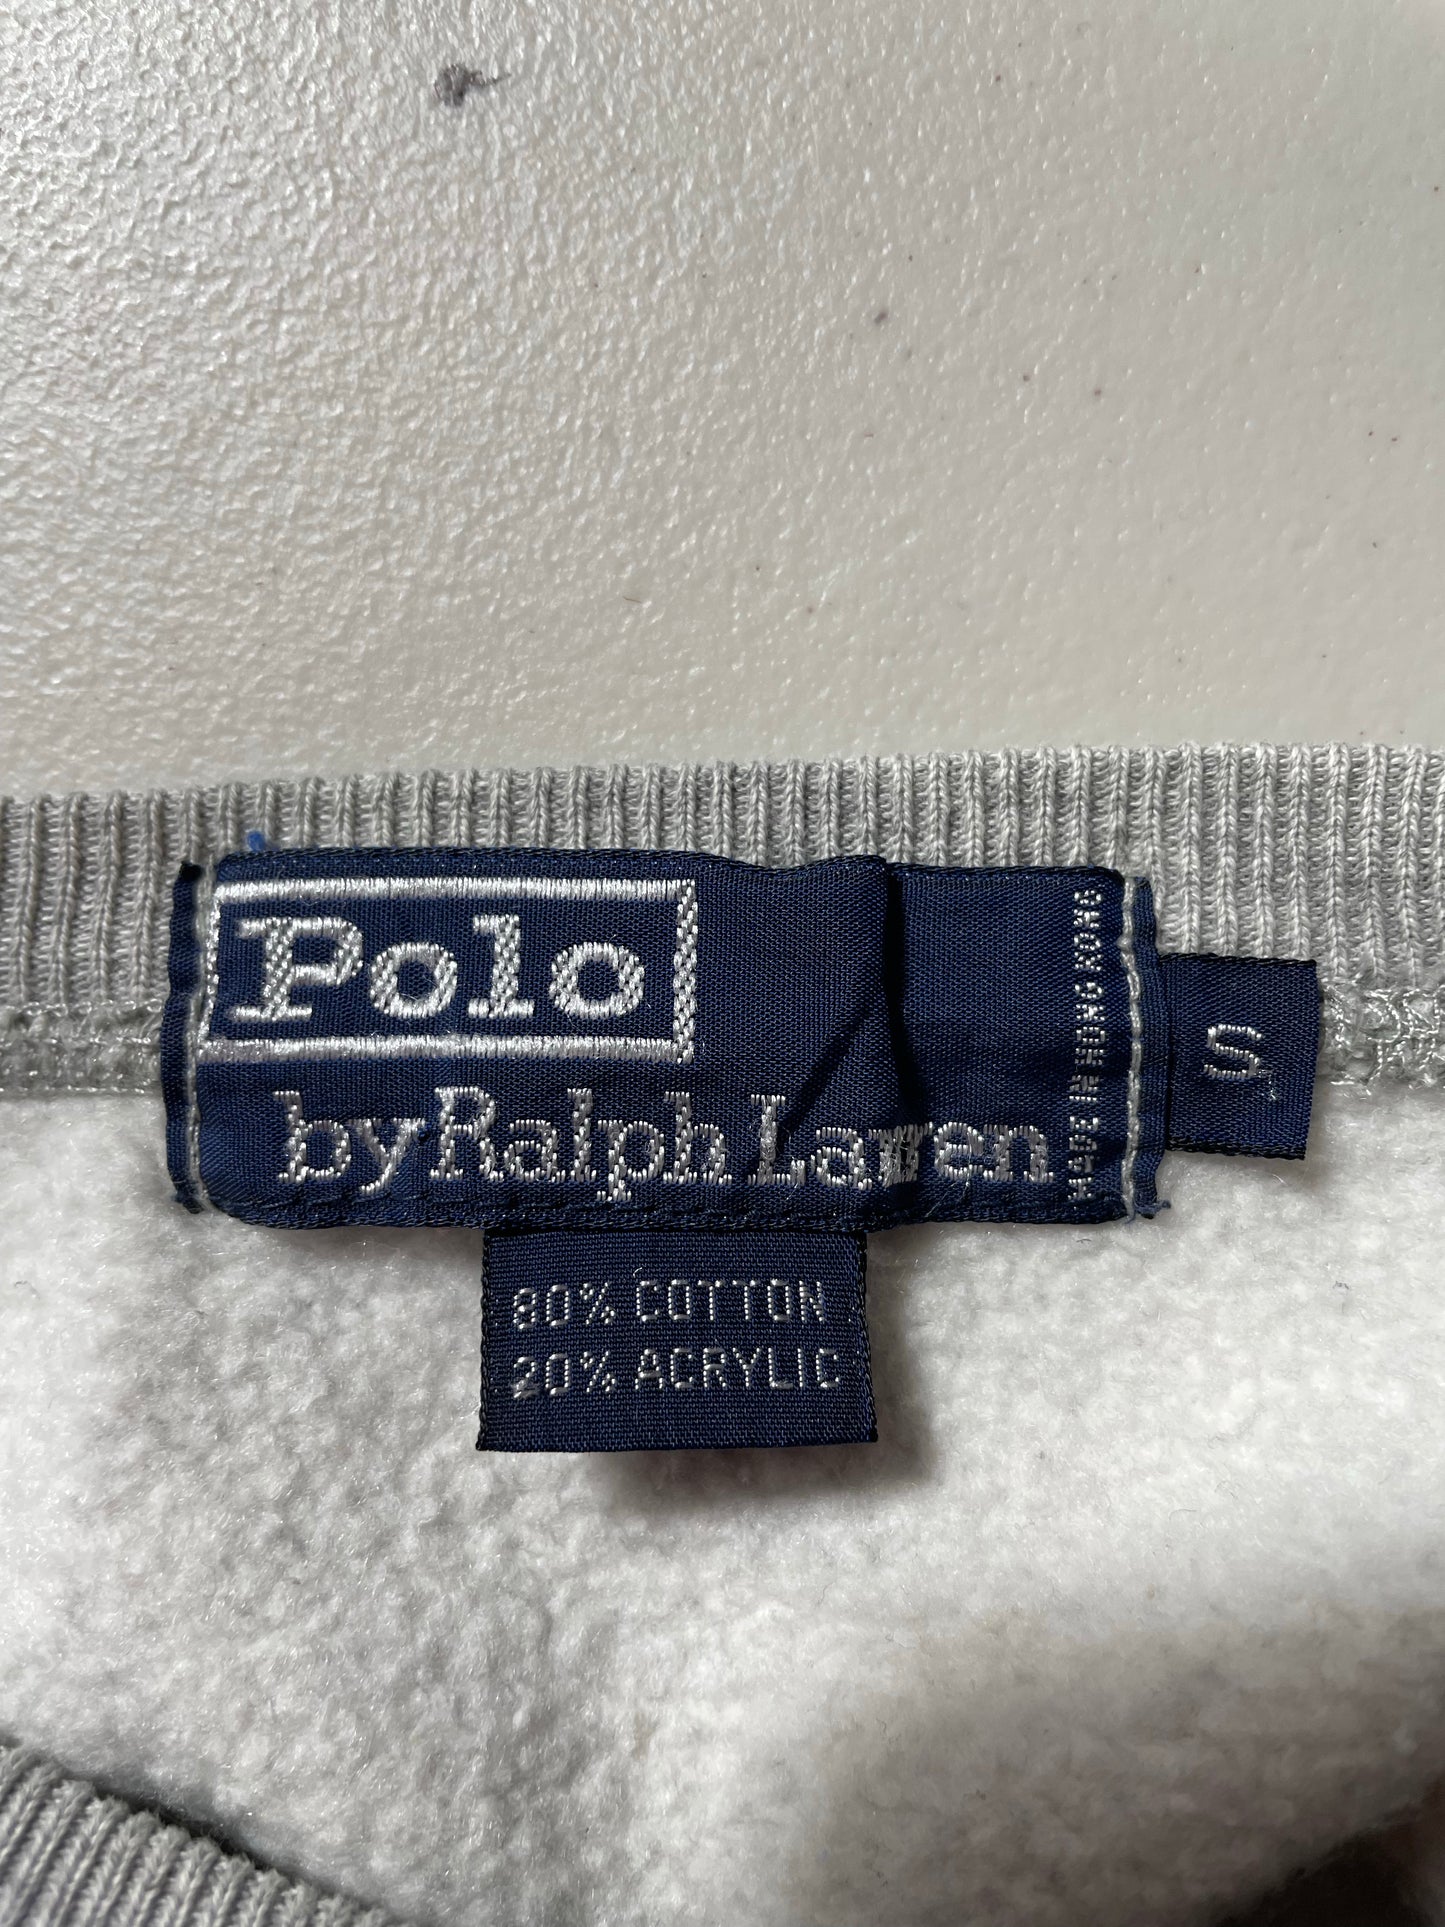 Polo
by Ralph Lauren
MADE IN HONG KONG
S
80% COTTON
20% ACRYLIC